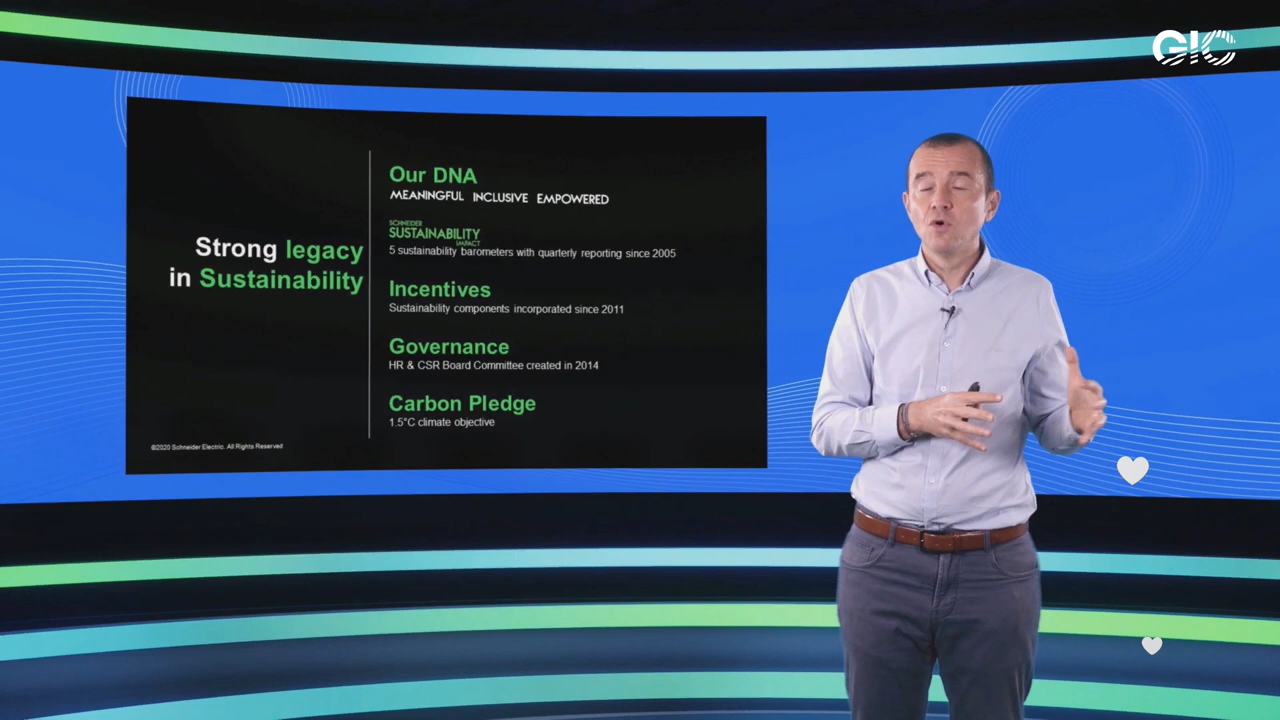 GIC
Strong legacy
in Sustainability
Our DNA
MEANINGFUL INCLUSIVE EMPOWERED
SCHNEIDER
SUSTAINABILITY
IMPACT
5 sustainability barometers with quarterly reporting since 2005
Incentives
Sustainability components incorporated since 2011
Governance
HR & CSR Board Committee created in 2014
Carbon Pledge
1.5°C climate objective
©2020 Schneider Electric. All Rights Reserved